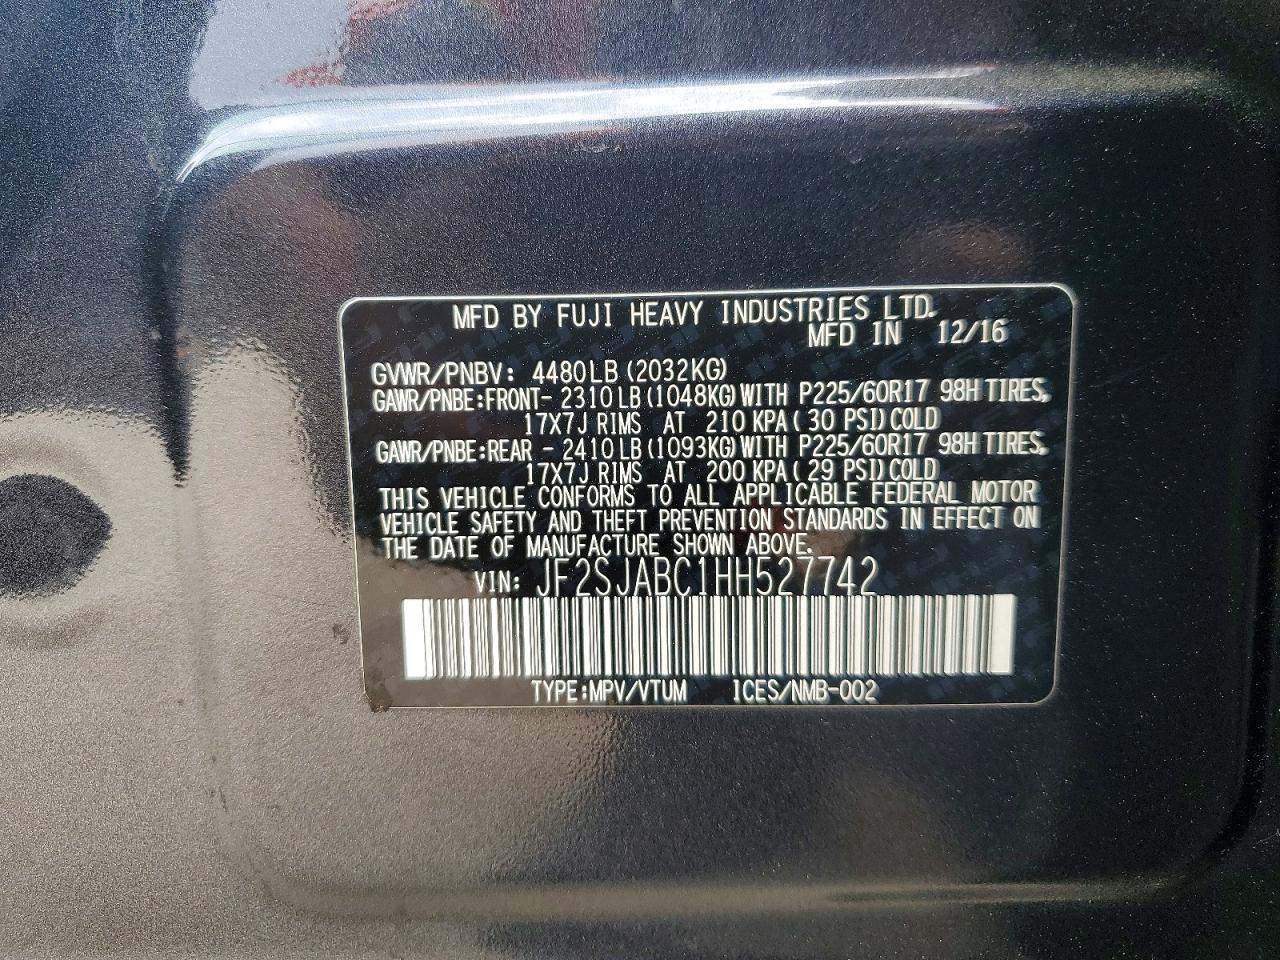 MFD BY FUJI HEAVY INDUSTRIES LTD.
MFD IN 12/16
GVWR/PNBV: 4480LB (2032KG)
GAWR/PNBE:FRONT- 2310LB (1048KG) WITH P225/60R17 98H TIRES,
17X7J RIMS AT 210 KPA (30 PSI) COLD
GAWR/PNBE:REAR - 2410LB (1093KG) WITH P225/60R17 98H TIRES,
17X7J RIMS AT 200 KPA (29 PSI) COLD
THIS VEHICLE CONFORMS TO ALL APPLICABLE FEDERAL MOTOR
VEHICLE SAFETY AND THEFT PREVENTION STANDARDS IN EFFECT ON
THE DATE OF MANUFACTURE SHOWN ABOVE.
VIN: JF2SJABC1HH527742
TYPE:MPV/VTUM ICES/NMB-002